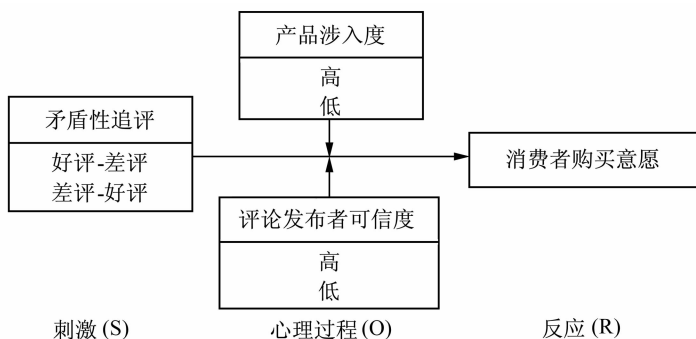 产品涉入度
高
低
矛盾性追评
好评-差评
差评-好评
消费者购买意愿
评论发布者可信度
高
低
刺激(S)
心理过程(O)
反应(R)